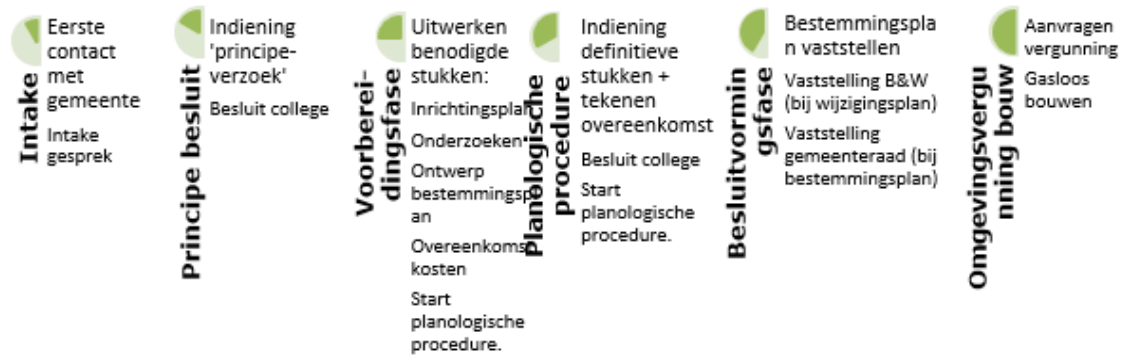 Intake
Eerste
contact
met
gemeente
Intake
gesprek
Principe besluit
Indiening
'principe-
verzoek'
Besluit college
Voorberei-
dingsfase
Uitwerken
benodigde
stukken:
Inrichtingsplan
Onderzoeken
Ontwerp
bestemmingspl
an
Overeenkomst
kosten
Start
planologische
procedure.
Planologische
procedure
Indiening
definitieve
stukken +
tekenen
overeenkomst
Besluit college
Start
planologische
procedure.
Besluitvormin
gsfase
Bestemmingspla
n vaststellen
Vaststelling B&W
(bij wijzigingsplan)
Vaststelling
gemeenteraad (bij
bestemmingsplan)
Omgevingsvergu
nning bouw
Aanvragen
vergunning
Gasloos
bouwen